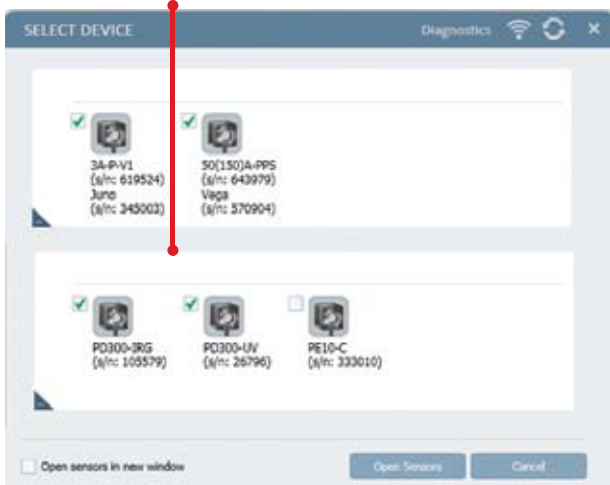 SELECT DEVICE Diagnostics ×
3A-P-V1
(s/n: 619524)
Juno
(s/n: 345003)
50(150)A-PPS
(s/n: 643979)
Vega
(s/n: 570904)
PD300-IRG
(s/n: 105579)
PD300-UV
(s/n: 26796)
PE10-C
(s/n: 333010)
Open sensors in new window
Open Sensors
Cancel